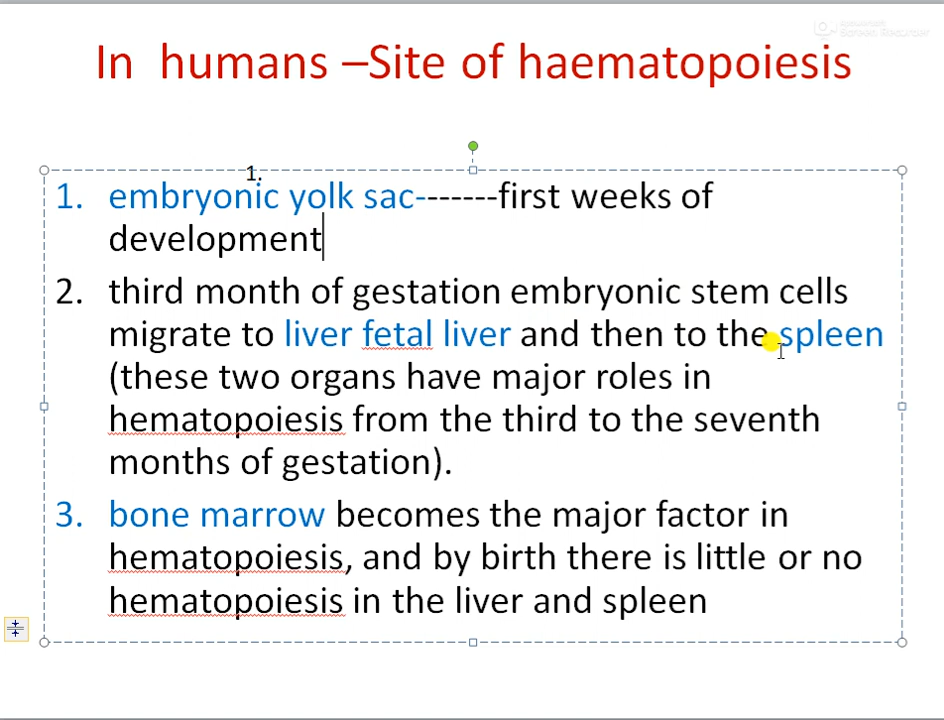 Screen Recorder
In humans –Site of haematopoiesis
1.
1. embryonic yolk sac-------first weeks of
development
2. third month of gestation embryonic stem cells
migrate to liver fetal liver and then to the spleen
(these two organs have major roles in
hematopoiesis from the third to the seventh
months of gestation).
3. bone marrow becomes the major factor in
hematopoiesis, and by birth there is little or no
hematopoiesis in the liver and spleen